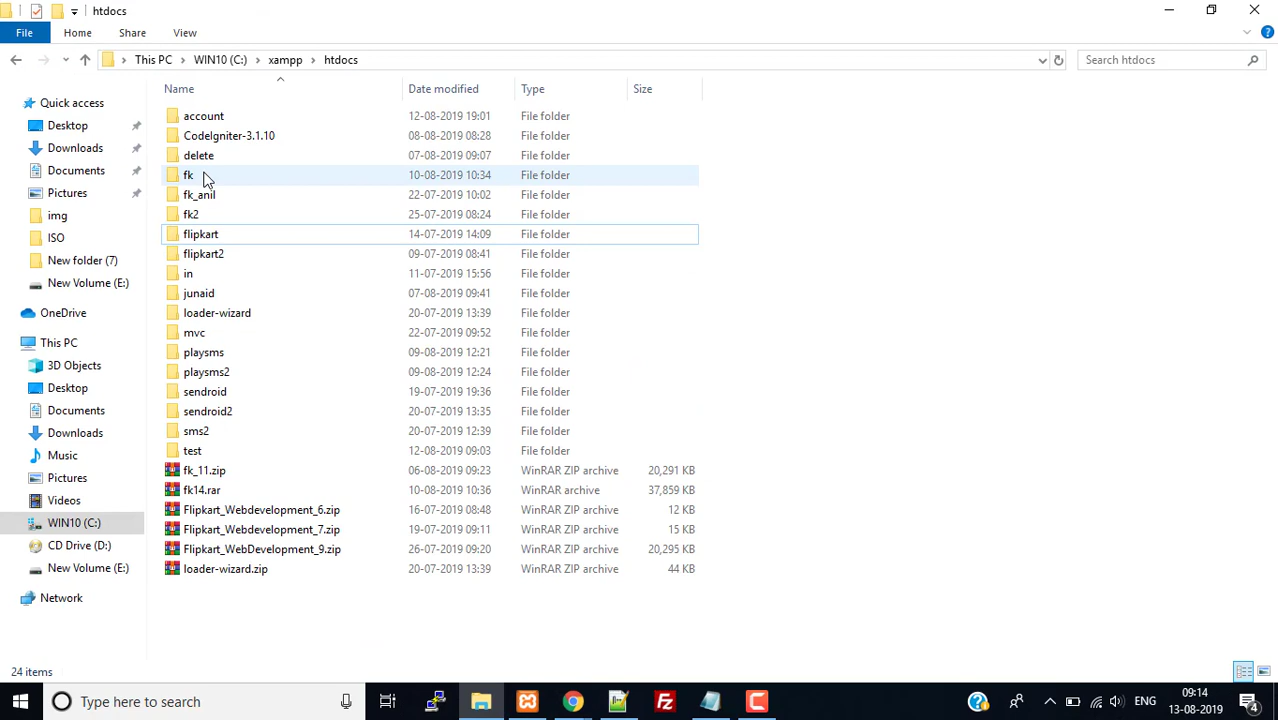 htdocs
File Home Share View
This PC WIN10 (C:) xampp htdocs Search htdocs
Name Date modified Type Size
Quick access
Desktop
Downloads
Documents
Pictures
img
ISO
New folder (7)
New Volume (E:)
OneDrive
This PC
3D Objects
Desktop
Documents
Downloads
Music
Pictures
Videos
WIN10 (C:)
CD Drive (D:)
New Volume (E:)
Network
account 12-08-2019 19:01 File folder
CodeIgniter-3.1.10 08-08-2019 08:28 File folder
delete 07-08-2019 09:07 File folder
fk 10-08-2019 10:34 File folder
fk_anil 22-07-2019 10:02 File folder
fk2 25-07-2019 08:24 File folder
flipkart 14-07-2019 14:09 File folder
flipkart2 09-07-2019 08:41 File folder
in 11-07-2019 15:56 File folder
junaid 07-08-2019 09:41 File folder
loader-wizard 20-07-2019 13:39 File folder
mvc 22-07-2019 09:52 File folder
playsms 09-08-2019 12:21 File folder
playsms2 09-08-2019 12:24 File folder
sendroid 19-07-2019 19:36 File folder
sendroid2 20-07-2019 13:35 File folder
sms2 20-07-2019 12:39 File folder
test 12-08-2019 09:03 File folder
fk_11.zip 06-08-2019 09:23 WinRAR ZIP archive 20,291 KB
fk14.rar 10-08-2019 10:36 WinRAR archive 37,859 KB
Flipkart_Webdevelopment_6.zip 16-07-2019 08:48 WinRAR ZIP archive 12 KB
Flipkart_Webdevelopment_7.zip 19-07-2019 09:11 WinRAR ZIP archive 15 KB
Flipkart_WebDevelopment_9.zip 26-07-2019 09:20 WinRAR ZIP archive 20,295 KB
loader-wizard.zip 20-07-2019 13:39 WinRAR ZIP archive 44 KB
24 items
Type here to search
ENG
09:14
13-08-2019
4